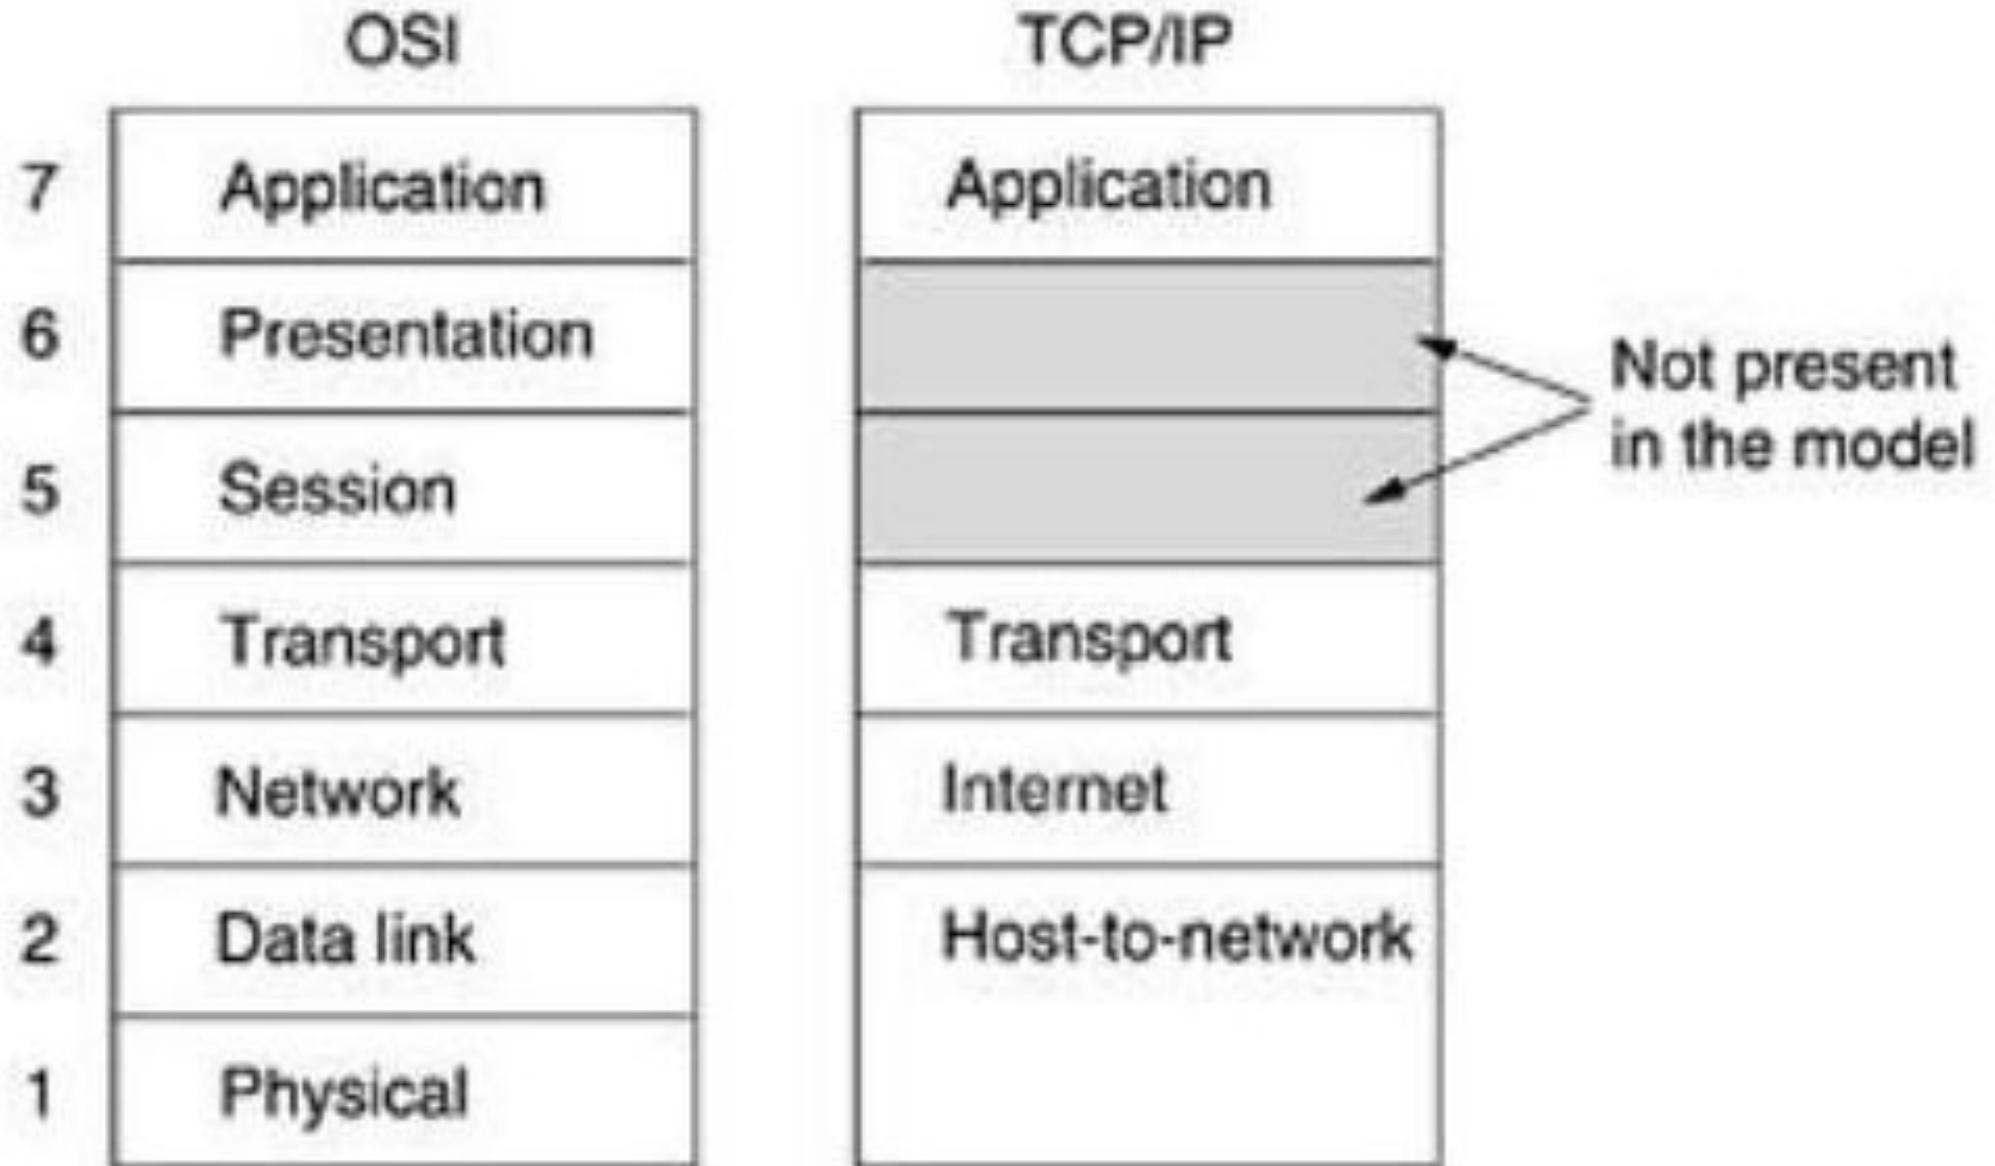 OSI
TCP/IP
7
Application
Application
6
Presentation
Not present
in the model
5
Session
4
Transport
Transport
3
Network
Internet
2
Data link
Host-to-network
1
Physical